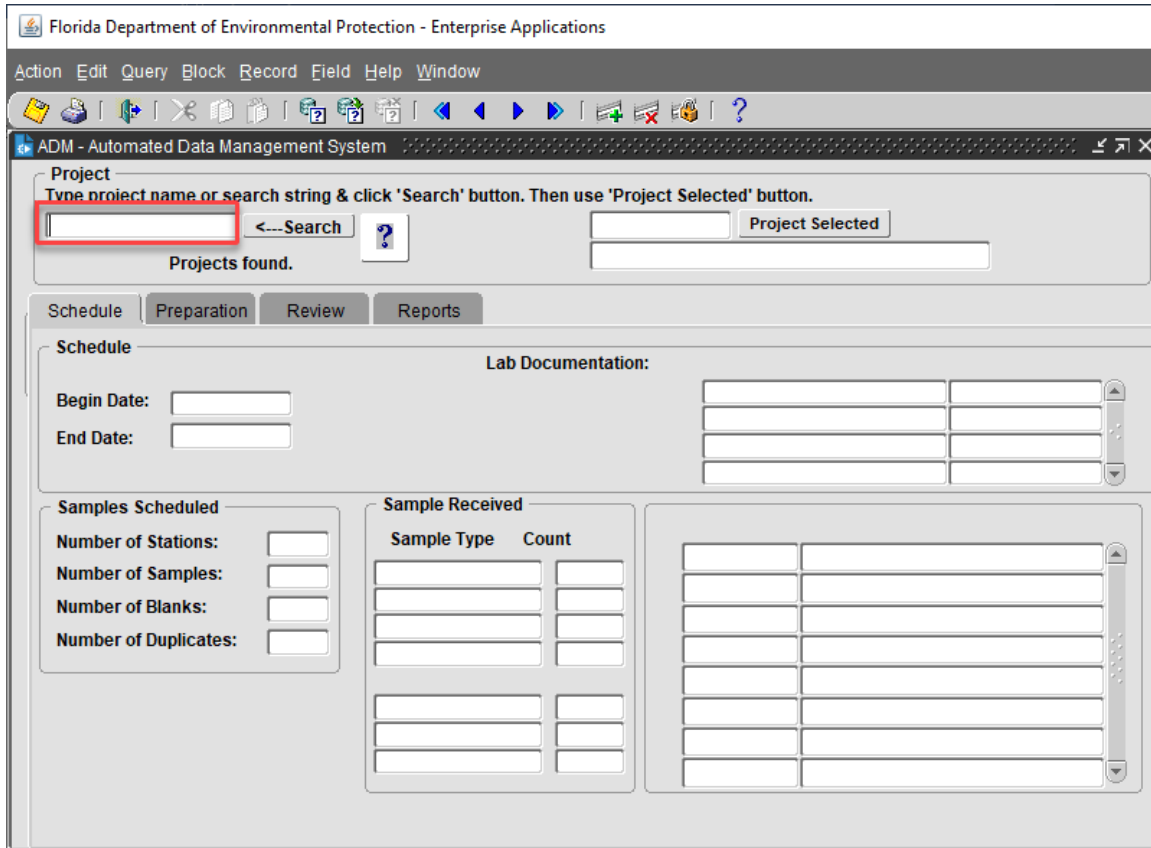 Florida Department of Environmental Protection - Enterprise Applications
Action Edit Query Block Record Field Help Window
ADM - Automated Data Management System
Project
Type project name or search string & click 'Search' button. Then use 'Project Selected' button.
<---Search ? Project Selected
Projects found.
Schedule Preparation Review Reports
Schedule
Lab Documentation:
Begin Date:
End Date:
Samples Scheduled
Number of Stations:
Number of Samples:
Number of Blanks:
Number of Duplicates:
Sample Received
Sample Type Count